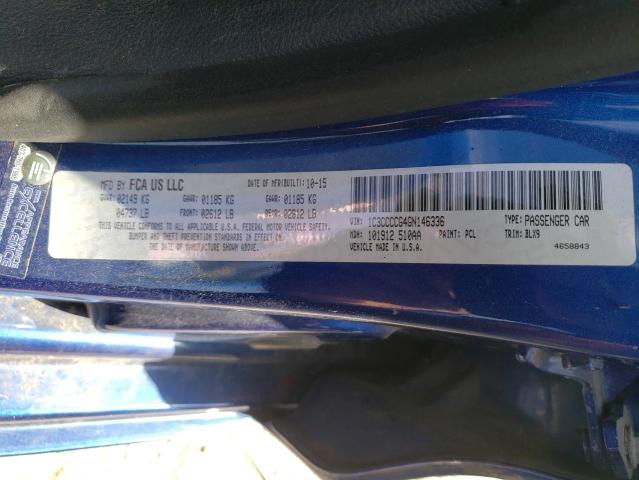 MFD BY FCA US LLC
DATE OF MFR(BUILT): 10-15
GVWR: 02149 KG GAWR: 01185 KG GAWR: 01185 KG
04737 LB FRONT: 02612 LB REAR: 02612 LB
THIS VEHICLE CONFORMS TO ALL APPLICABLE U.S.A. FEDERAL MOTOR VEHICLE SAFETY,
BUMPER AND THEFT PREVENTION STANDARDS IN EFFECT ON
THE DATE OF MANUFACTURE SHOWN ABOVE.
VIN: 1C3CCCCG4GN146336 TYPE: PASSENGER CAR
MDH: 101912 510AA PAINT: PCL TRIM: BLX9
VEHICLE MADE IN U.S.A. 4658843
EXCELLENCE